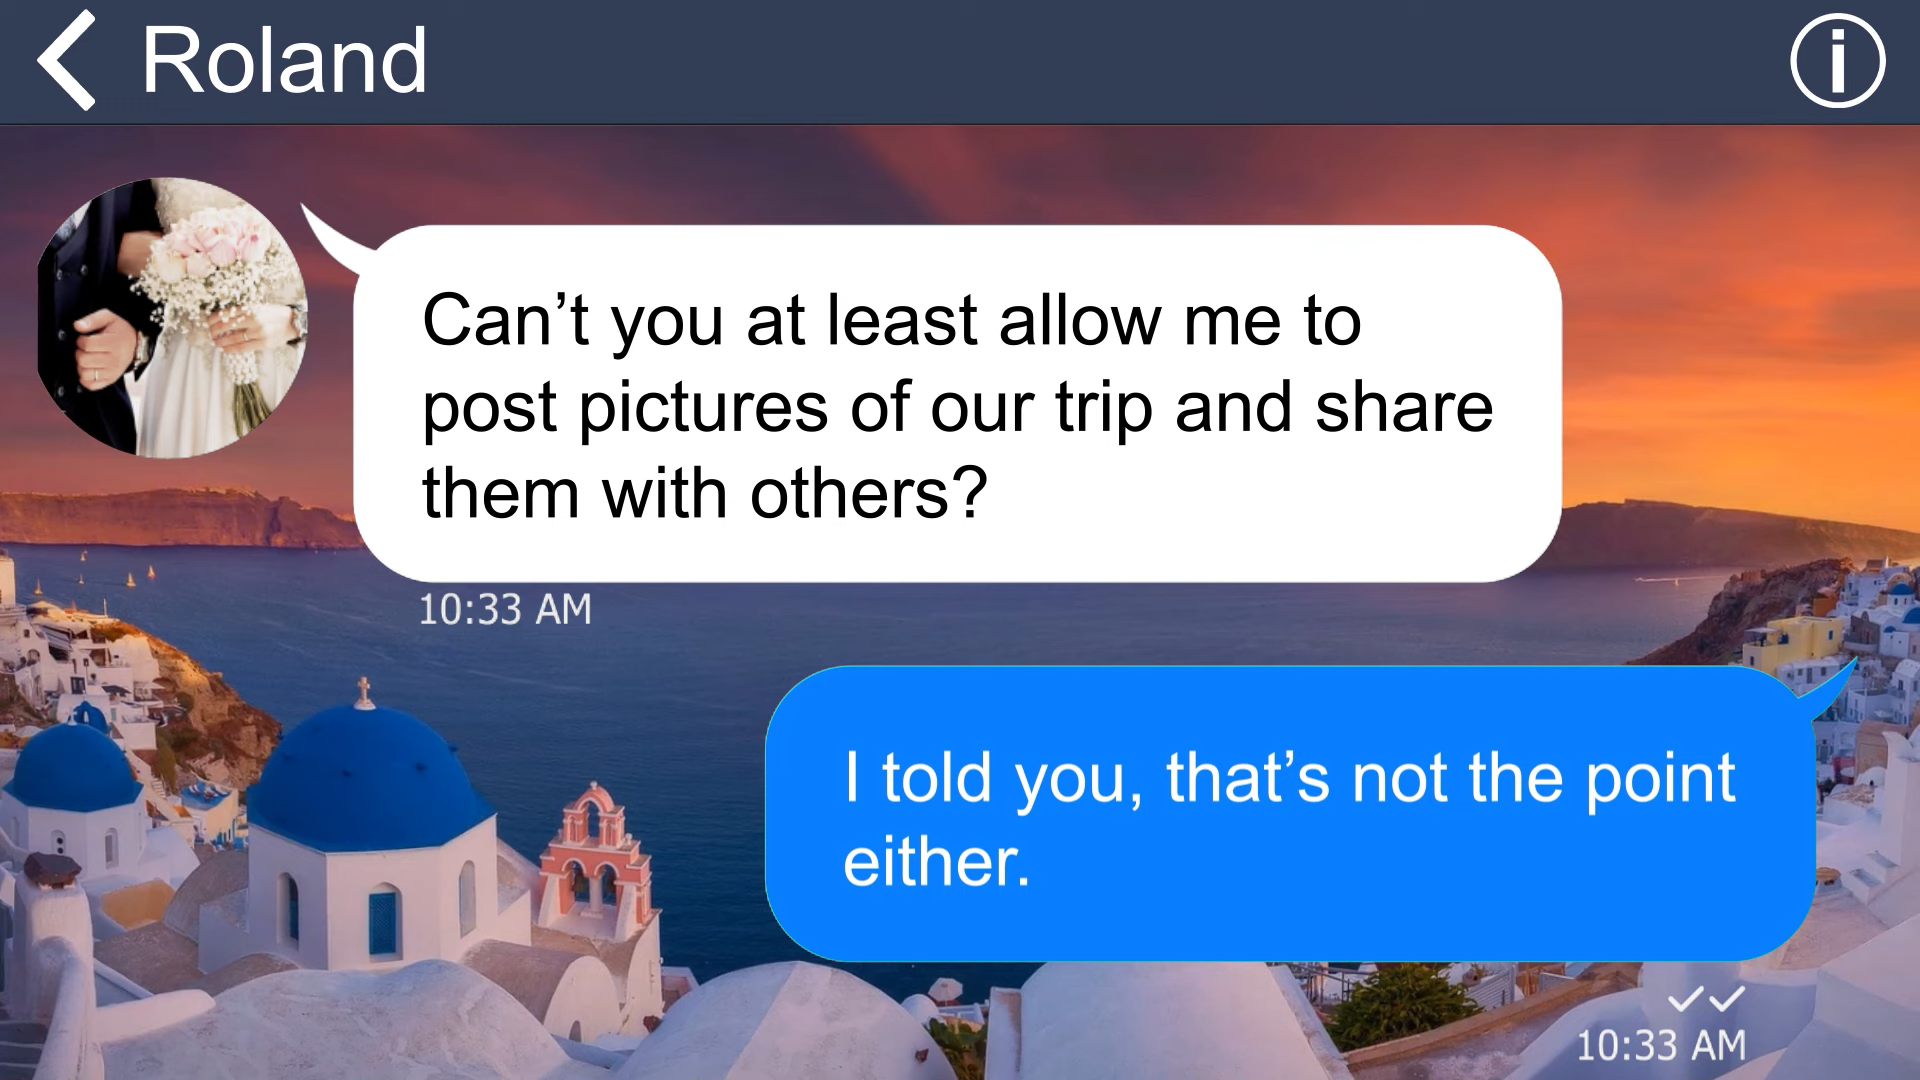 Roland
Can’t you at least allow me to
post pictures of our trip and share
them with others?
10:33 AM
I told you, that’s not the point
either.
10:33 AM